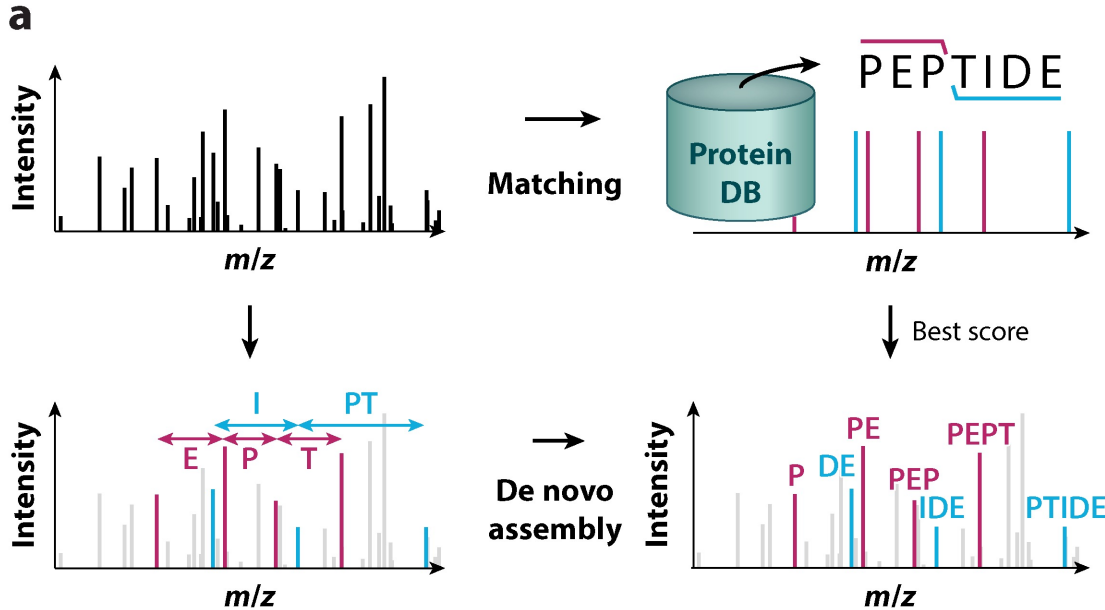 a
Intensity
m/z
Matching
Protein
DB
PEPTIDE
m/z
Best score
Intensity
I
PT
E
P
T
m/z
De novo
assembly
Intensity
P
DE
PE
PEP
IDE
PEPT
PTIDE
m/z